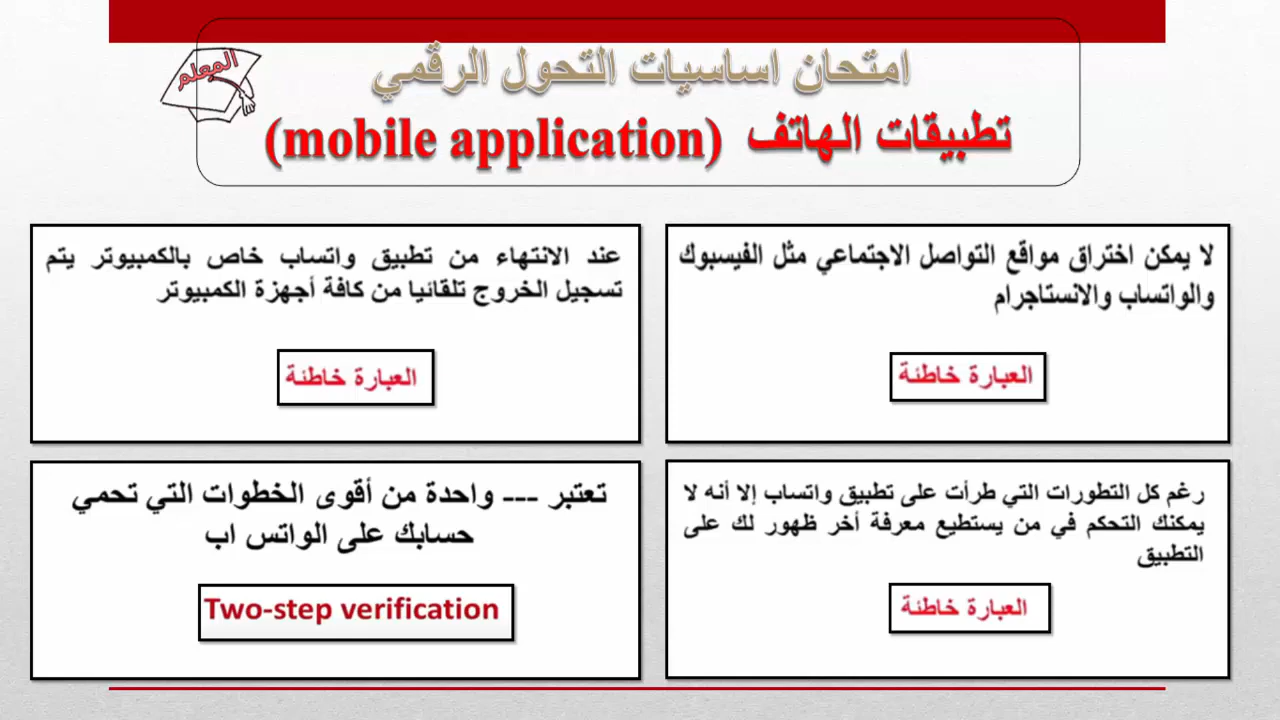 المعلم
امتحان اساسيات التحول الرقمي
تطبيقات الهاتف (mobile application)
لا يمكن اختراق مواقع التواصل الاجتماعي مثل الفيسبوك
والواتساب والانستاجرام
العبارة خاطئة
عند الانتهاء من تطبيق واتساب خاص بالكمبيوتر يتم
تسجيل الخروج تلقائيا من كافة أجهزة الكمبيوتر
العبارة خاطئة
رغم كل التطورات التي طرأت على تطبيق واتساب إلا أنه لا
يمكنك التحكم في من يستطيع معرفة أخر ظهور لك على
التطبيق
العبارة خاطئة
تعتبر --- واحدة من أقوى الخطوات التي تحمي
حسابك على الواتس اب
Two-step verification